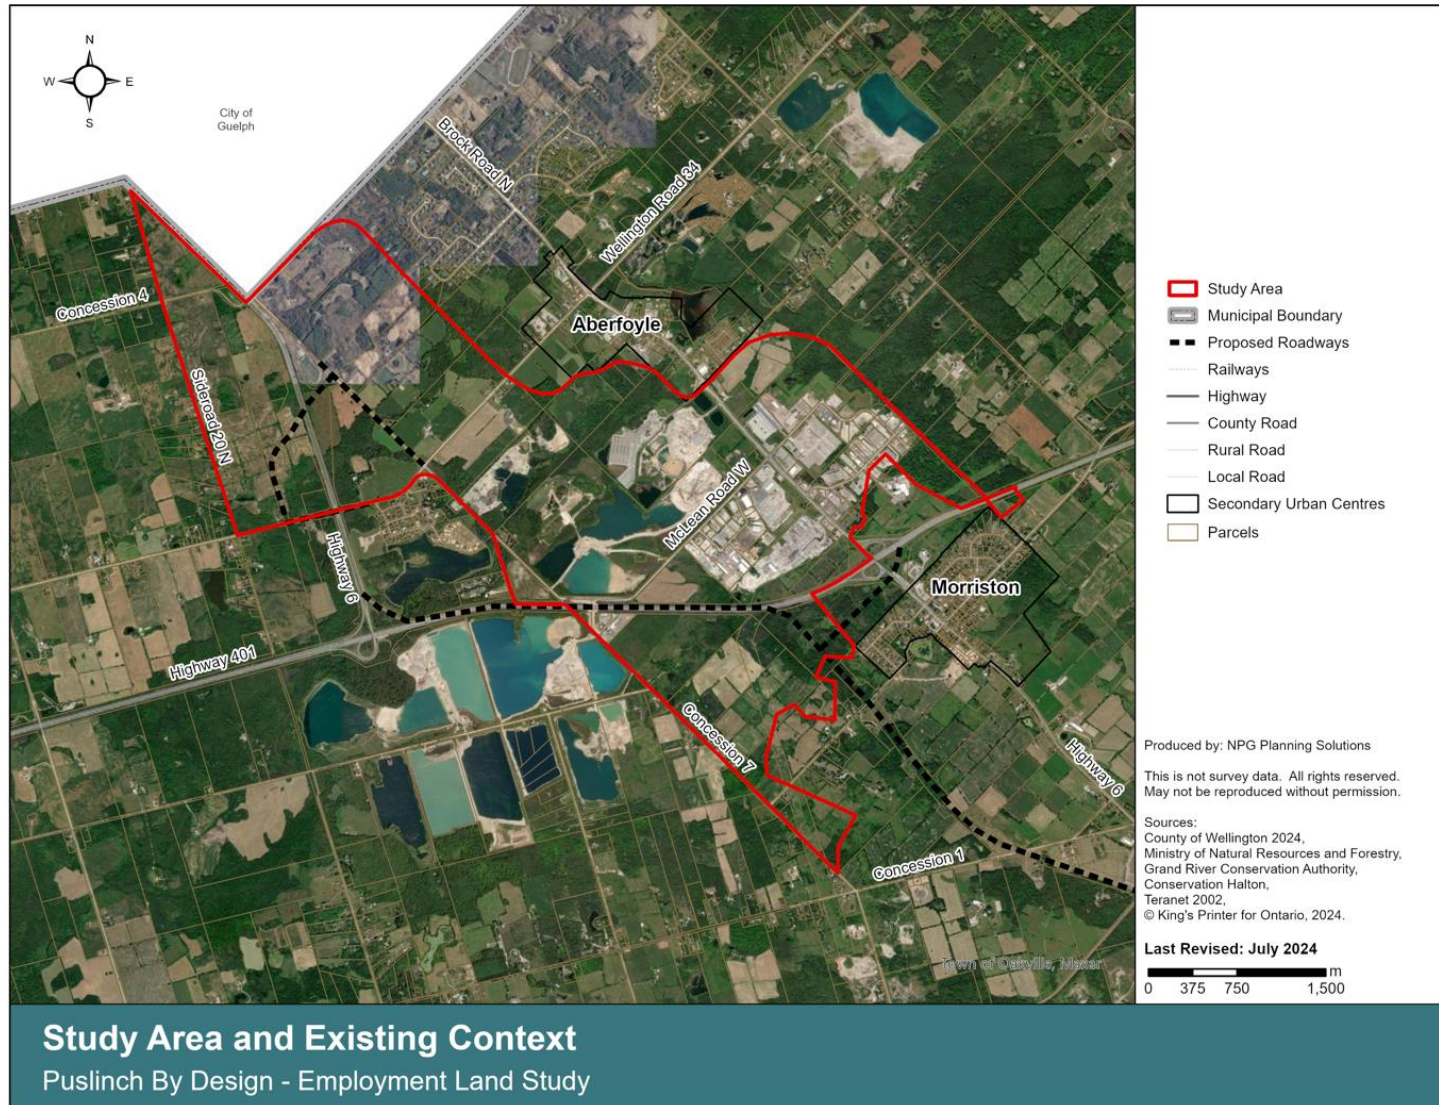 N
W
E
S
City of
Guelph
Brock Road N
Wellington Road 34
Concession 4
Aberfoyle
Sideroad 20 N
McLean Road W
Highway 6
Morriston
Highway 401
Concession 7
Highway 6
Concession 1
Town of Oakville, Maxar
Study Area
Municipal Boundary
Proposed Roadways
Railways
Highway
County Road
Rural Road
Local Road
Secondary Urban Centres
Parcels
Produced by: NPG Planning Solutions
This is not survey data. All rights reserved.
May not be reproduced without permission.
Sources:
County of Wellington 2024,
Ministry of Natural Resources and Forestry,
Grand River Conservation Authority,
Conservation Halton,
Teranet 2002,
© King's Printer for Ontario, 2024.
Last Revised: July 2024
m
0 375 750 1,500
Study Area and Existing Context
Puslinch By Design - Employment Land Study